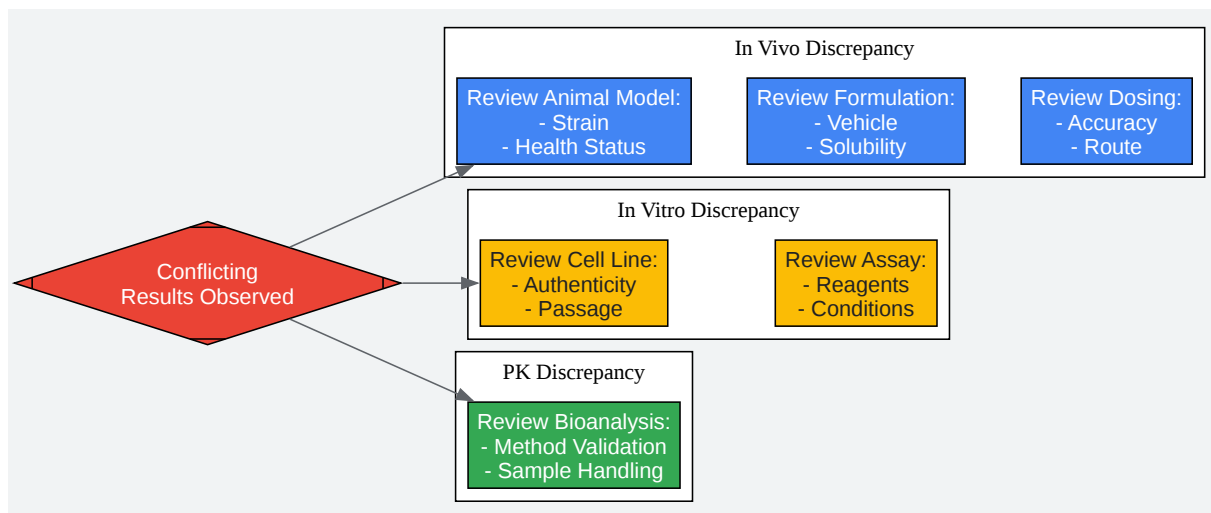 In Vivo Discrepancy
Review Animal Model:
- Strain
- Health Status
Review Formulation:
- Vehicle
- Solubility
Review Dosing:
- Accuracy
- Route
In Vitro Discrepancy
Review Cell Line:
- Authenticity
- Passage
Review Assay:
- Reagents
- Conditions
Conflicting
Results Observed
PK Discrepancy
Review Bioanalysis:
- Method Validation
- Sample Handling